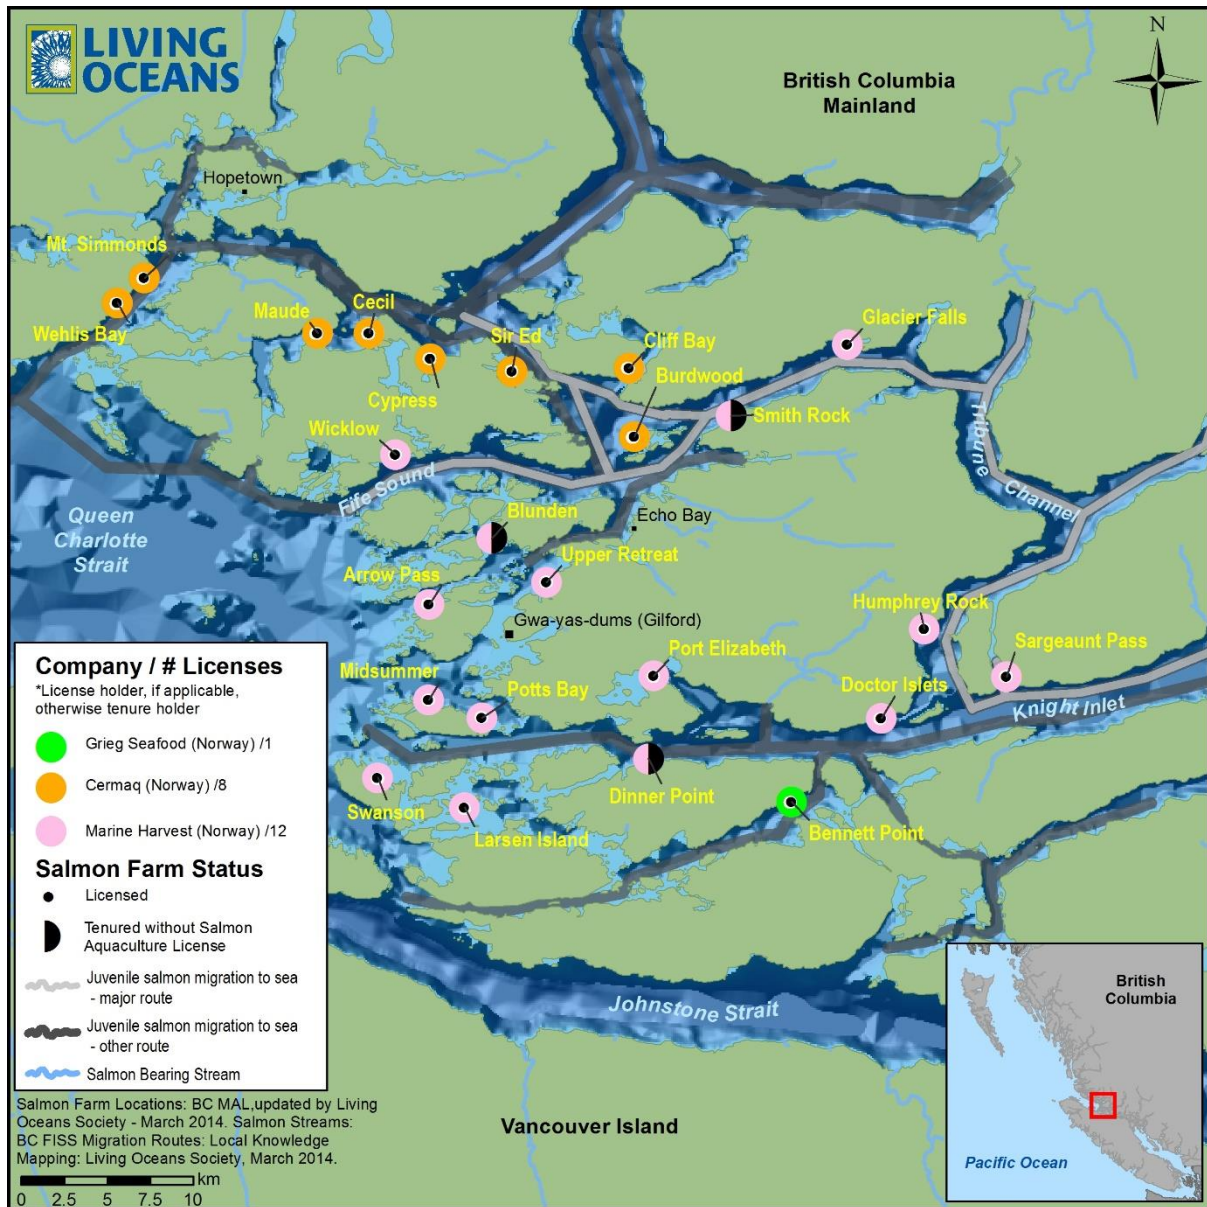 LIVING
OCEANS
N
British Columbia
Mainland
Hopetown
Mt. Simmonds
Wehlis Bay
Maude
Cecil
Cypress
Sir Ed
Cliff Bay
Burdwood
Glacier Falls
Smith Rock
Wicklow
Fife Sound
Tribune
Channel
Queen
Charlotte
Strait
Blunden
Echo Bay
Upper Retreat
Arrow Pass
Gwa-yas-dums (Gilford)
Humphrey Rock
Sargeaunt Pass
Midsummer
Potts Bay
Port Elizabeth
Doctor Islets
Knight Inlet
Swanson
Larsen Island
Dinner Point
Bennett Point
Johnstone Strait
Vancouver Island
Company / # Licenses
*License holder, if applicable,
otherwise tenure holder
Grieg Seafood (Norway) /1
Cermaq (Norway) /8
Marine Harvest (Norway) /12
Salmon Farm Status
Licensed
Tenured without Salmon
Aquaculture License
Juvenile salmon migration to sea
- major route
Juvenile salmon migration to sea
- other route
Salmon Bearing Stream
Salmon Farm Locations: BC MAL,updated by Living
Oceans Society - March 2014. Salmon Streams:
BC FISS Migration Routes: Local Knowledge
Mapping: Living Oceans Society, March 2014.
km
0 2.5 5 7.5 10
British
Columbia
Pacific Ocean